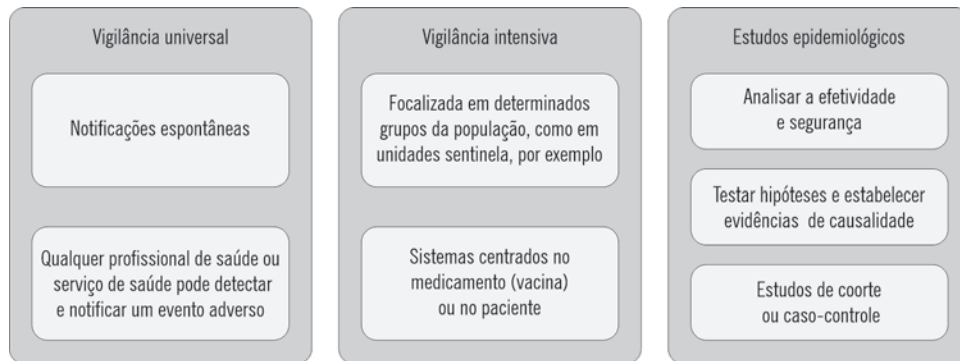 Vigilância universal
Notificações espontâneas
Qualquer profissional de saúde ou
serviço de saúde pode detectar
e notificar um evento adverso
Vigilância intensiva
Focalizada em determinados
grupos da população, como em
unidades sentinela, por exemplo
Sistemas centrados no
medicamento (vacina)
ou no paciente
Estudos epidemiológicos
Analisar a efetividade
e segurança
Testar hipóteses e estabelecer
evidências de causalidade
Estudos de coorte
ou caso-controle